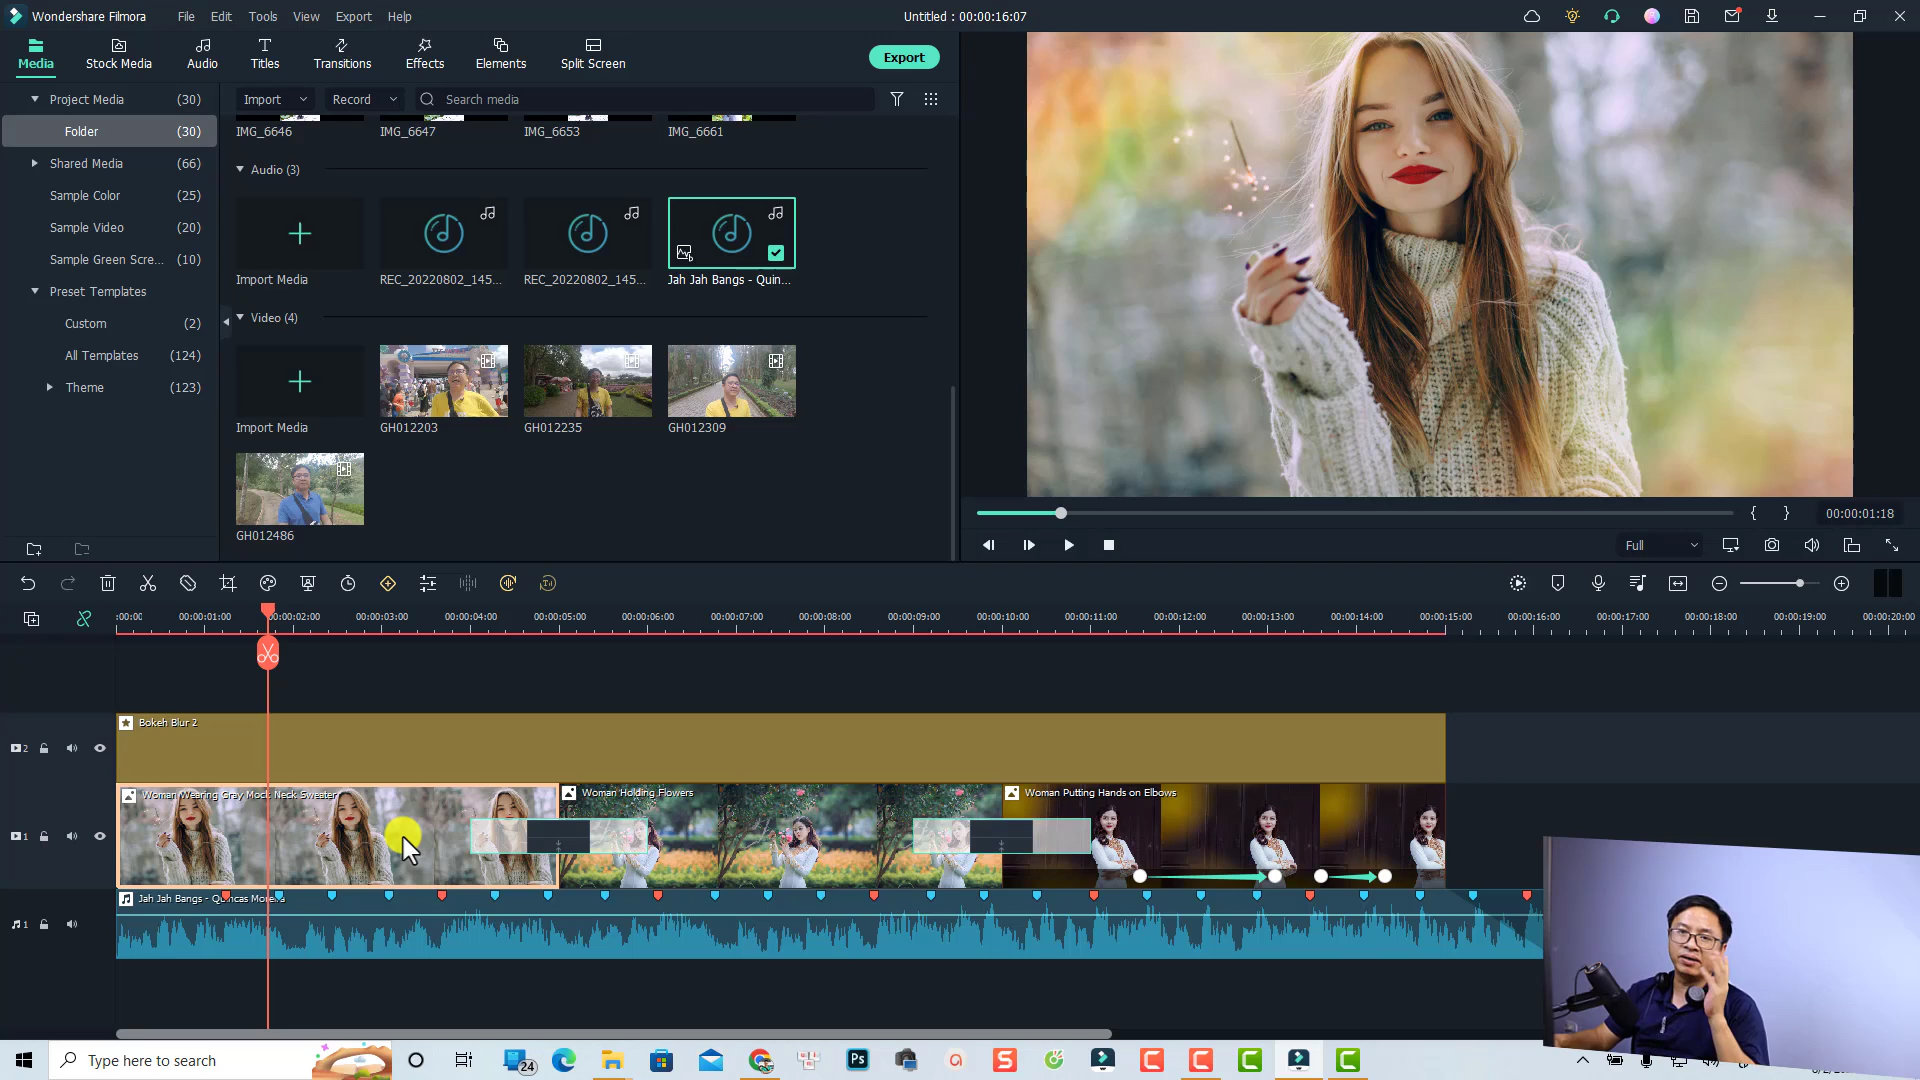 Wondershare Filmora File Edit Tools View Export Help Untitled : 00:00:16:07
Media Stock Media Audio Titles Transitions Effects Elements Split Screen Export
Project Media (30) Import Record Search media
Folder (30) IMG_6646 IMG_6647 IMG_6653 IMG_6661
Shared Media (66) Audio (3)
Sample Color (25)
Sample Video (20)
Sample Green Scre... (10)
Import Media REC_20220802_145... REC_20220802_145... Jah Jah Bangs - Quin...
Preset Templates
Custom (2) Video (4)
All Templates (124)
Theme (123)
Import Media GH012203 GH012235 GH012309
GH012486
{ } 00:00:01:18
Full
:00:00 00:00:01:00 00:00:02:00 00:00:03:00 00:00:04:00 00:00:05:00 00:00:06:00 00:00:07:00 00:00:08:00 00:00:09:00 00:00:10:00 00:00:11:00 00:00:12:00 00:00:13:00 00:00:14:00 00:00:15:00 00:00:16:00 00:00:17:00 00:00:18:00 00:00:19:00 00:00:20:00
Bokeh Blur 2
2
Woman Wearing Gray Mock Neck Sweater Woman Holding Flowers Woman Putting Hands on Elbows
1
Jah Jah Bangs - Quincas Moreira
1
Type here to search 24 Ps